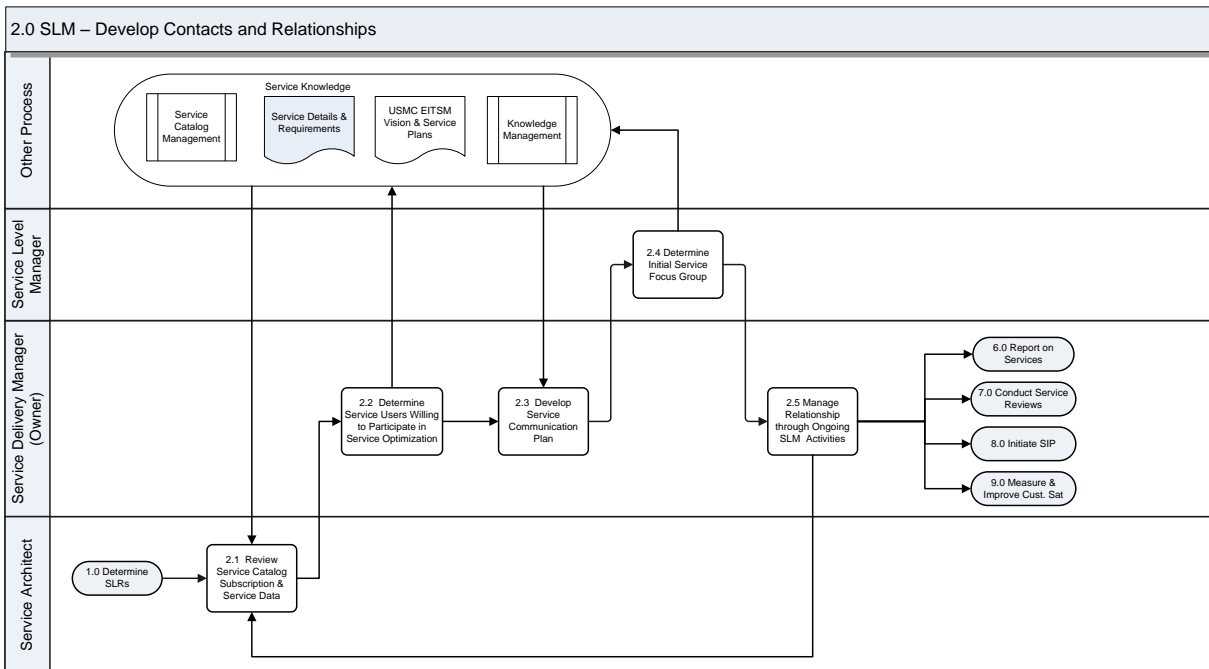 2.0 SLM – Develop Contacts and Relationships
Other Process
Service Knowledge
Service
Catalog
Management
Service Details &
Requirements
USMC EITSM
Vision & Service
Plans
Knowledge
Management
Service Level
Manager
2.4 Determine
Initial Service
Focus Group
Service Delivery Manager
(Owner)
2.2 Determine
Service Users Willing
to Participate in
Service Optimization
2.3 Develop
Service
Communication
Plan
2.5 Manage
Relationship
through Ongoing
SLM Activities
6.0 Report on
Services
7.0 Conduct Service
Reviews
8.0 Initiate SIP
9.0 Measure &
Improve Cust. Sat
Service Architect
1.0 Determine
SLRs
2.1 Review
Service Catalog
Subscription &
Service Data